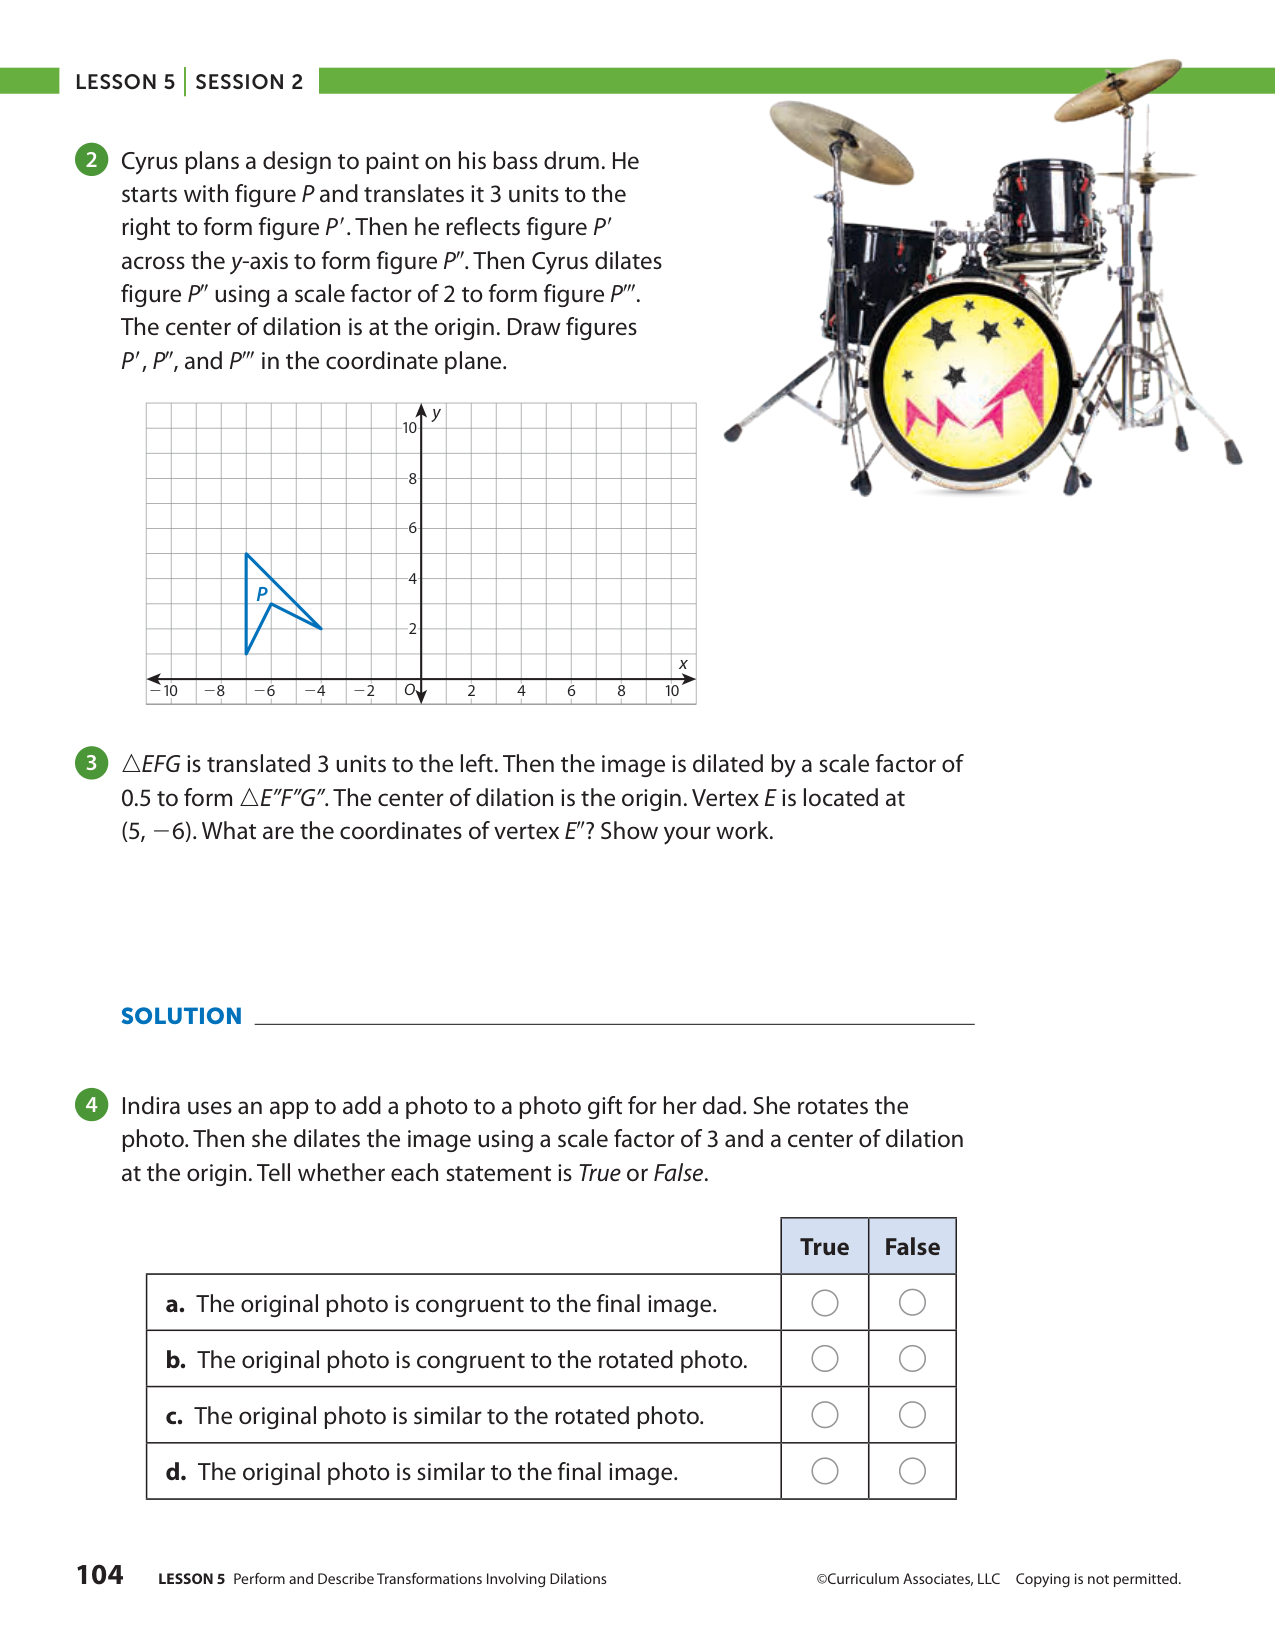 LESSON 5 | SESSION 2
2 Cyrus plans a design to paint on his bass drum. He
starts with figure P and translates it 3 units to the
right to form figure P′. Then he reflects figure P′
across the y-axis to form figure P″. Then Cyrus dilates
figure P″ using a scale factor of 2 to form figure P‴.
The center of dilation is at the origin. Draw figures
P′, P″, and P‴ in the coordinate plane.
y
10
8
6
4
2
P
x
−10 −8 −6 −4 −2 O 2 4 6 8 10
3 △EFG is translated 3 units to the left. Then the image is dilated by a scale factor of
0.5 to form △E″F″G″. The center of dilation is the origin. Vertex E is located at
(5, −6). What are the coordinates of vertex E″? Show your work.
SOLUTION
4 Indira uses an app to add a photo to a photo gift for her dad. She rotates the
photo. Then she dilates the image using a scale factor of 3 and a center of dilation
at the origin. Tell whether each statement is True or False.
True False
a. The original photo is congruent to the final image.
b. The original photo is congruent to the rotated photo.
c. The original photo is similar to the rotated photo.
d. The original photo is similar to the final image.
104 LESSON 5 Perform and Describe Transformations Involving Dilations ©Curriculum Associates, LLC Copying is not permitted.